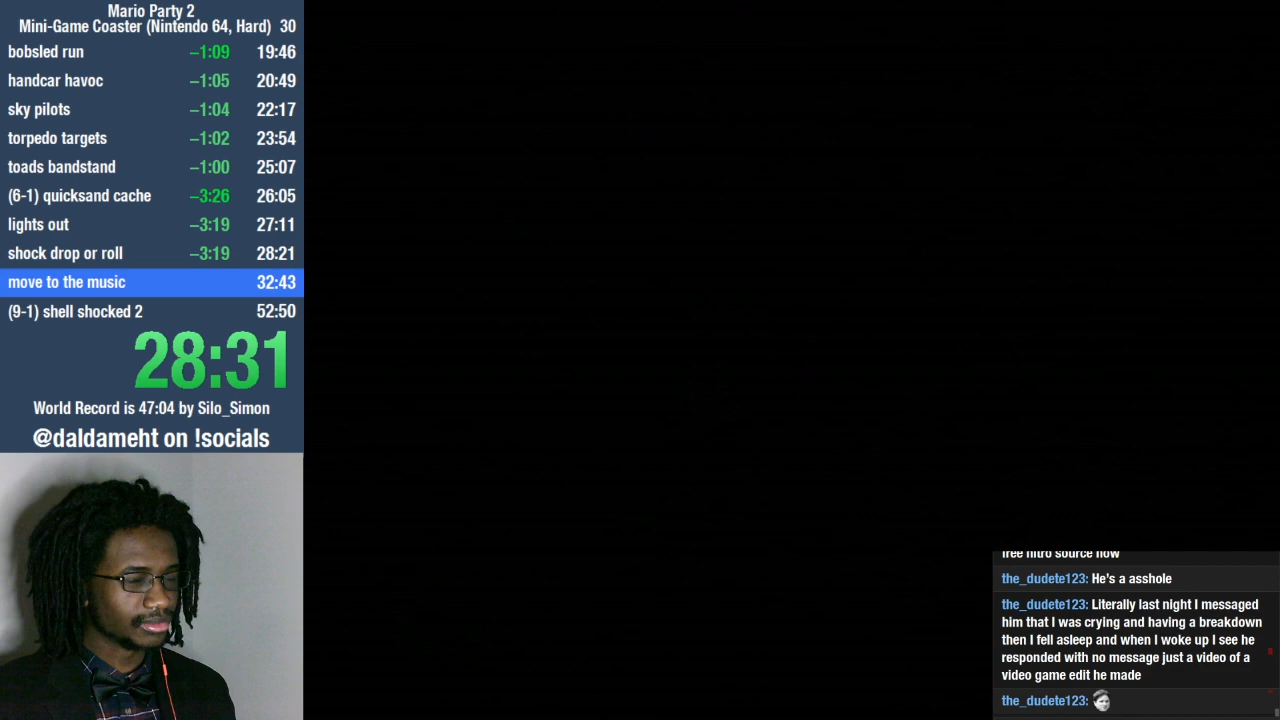 Mario Party 2
Mini-Game Coaster (Nintendo 64, Hard) 30
bobsled run −1:09 19:46
handcar havoc −1:05 20:49
sky pilots −1:04 22:17
torpedo targets −1:02 23:54
toads bandstand −1:00 25:07
(6-1) quicksand cache −3:26 26:05
lights out −3:19 27:11
shock drop or roll −3:19 28:21
move to the music 32:43
(9-1) shell shocked 2 52:50
28:31
World Record is 47:04 by Silo_Simon
@daldameht on !socials
free nitro source now
the_dudete123: He's a asshole
the_dudete123: Literally last night I messaged
him that I was crying and having a breakdown
then I fell asleep and when I woke up I see he
responded with no message just a video of a
video game edit he made
the_dudete123: